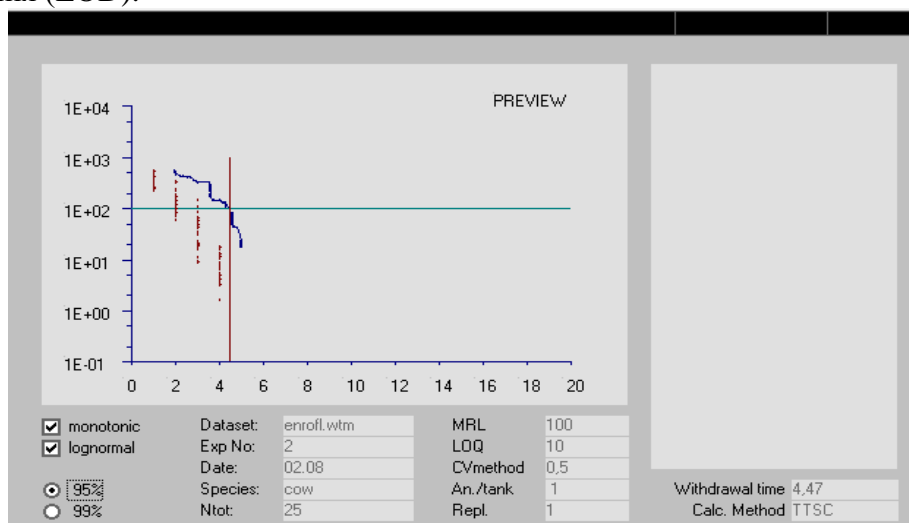 PREVIEW
1E+04
1E+03
1E+02
1E+01
1E+00
1E-01
0 2 4 6 8 10 12 14 16 18 20
monotonic Dataset: enrofl.wtm MRL 100
lognormal Exp No: 2 LOQ 10
Date: 02.08 CVmethod 0,5
95% Species: cow An./tank 1 Withdrawal time 4,47
99% Ntot: 25 Repl. 1 Calc. Method TTSC